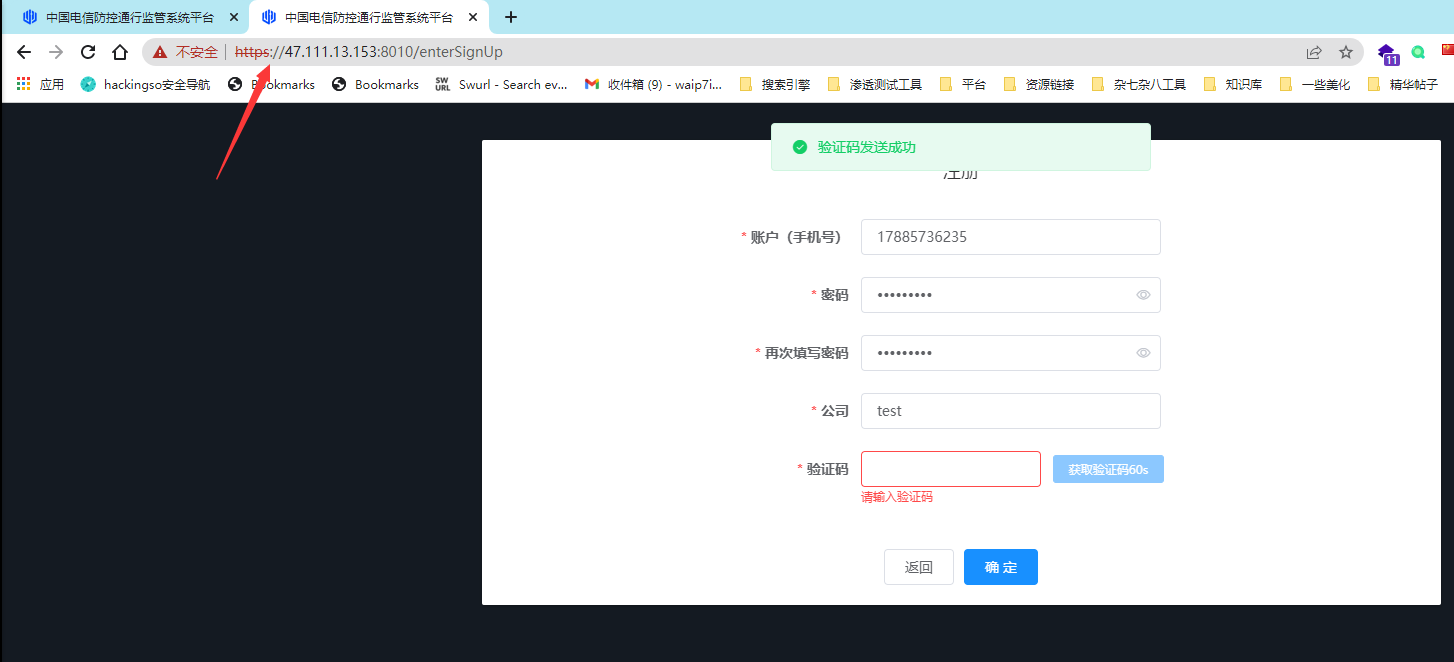 中国电信防控通行监管系统平台 中国电信防控通行监管系统平台
不安全 https://47.111.13.153:8010/enterSignUp
11
应用 hackingso安全导航 Bookmarks Bookmarks SW URL Swurl - Search ev... 收件箱 (9) - waip7i... 搜索引擎 渗透测试工具 平台 资源链接 杂七杂八工具 知识库 一些美化 精华帖子
验证码发送成功
注册
* 账户（手机号） 17885736235
* 密码 •••••••••
* 再次填写密码 •••••••••
* 公司 test
* 验证码 获取验证码60s
请输入验证码
返回 确 定